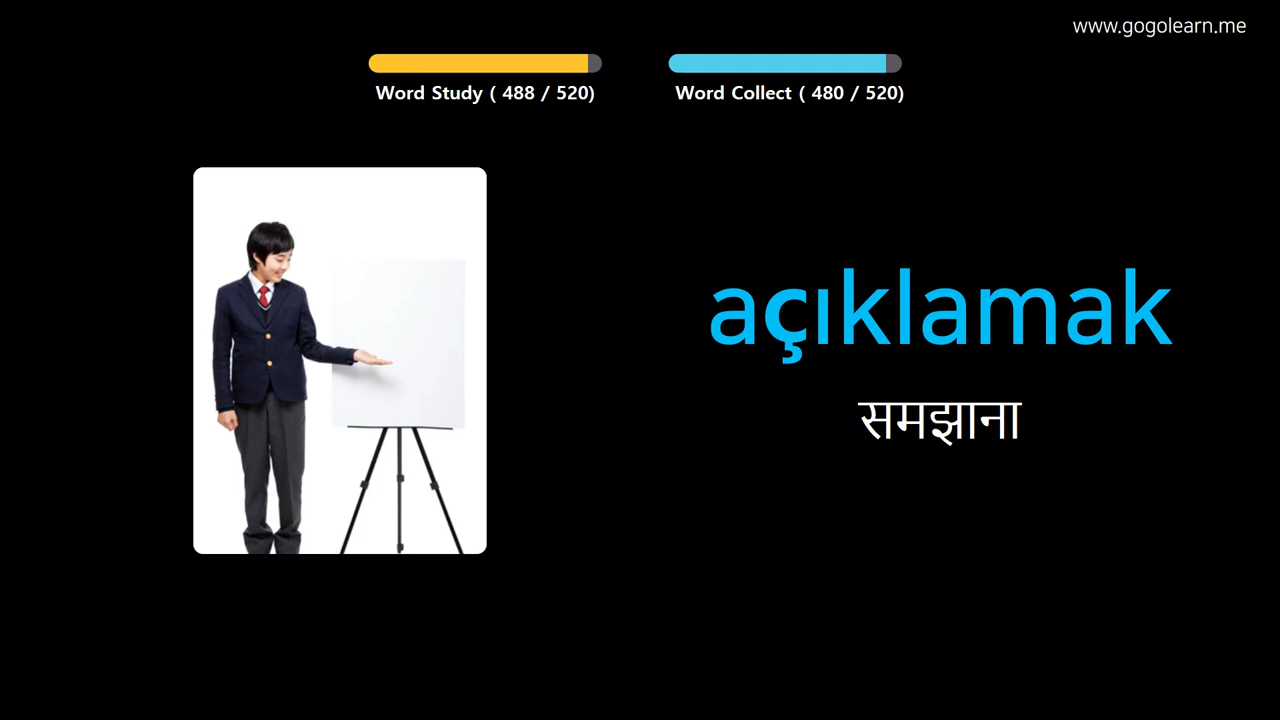 www.gogolearn.me
Word Study ( 488 / 520)
Word Collect ( 480 / 520)
açıklamak
समझाना